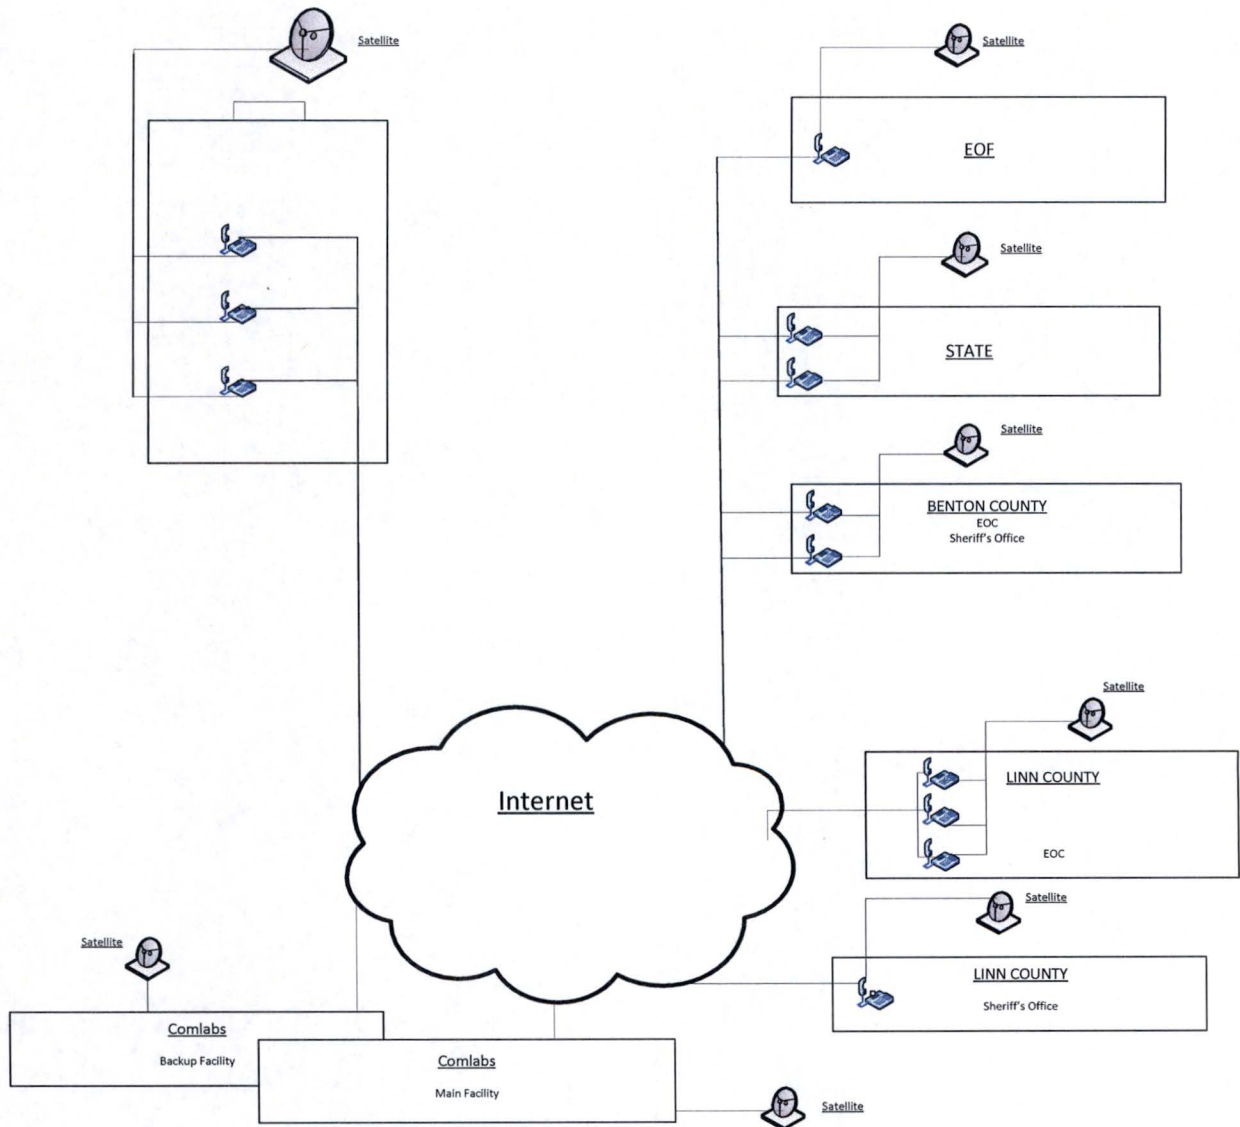 Satellite
Satellite
EOF
Satellite
STATE
Satellite
BENTON COUNTY
EOC
Sheriff's Office
Satellite
LINN COUNTY
EOC
Internet
Satellite
LINN COUNTY
Sheriff's Office
Satellite
Comlabs
Backup Facility
Comlabs
Main Facility
Satellite